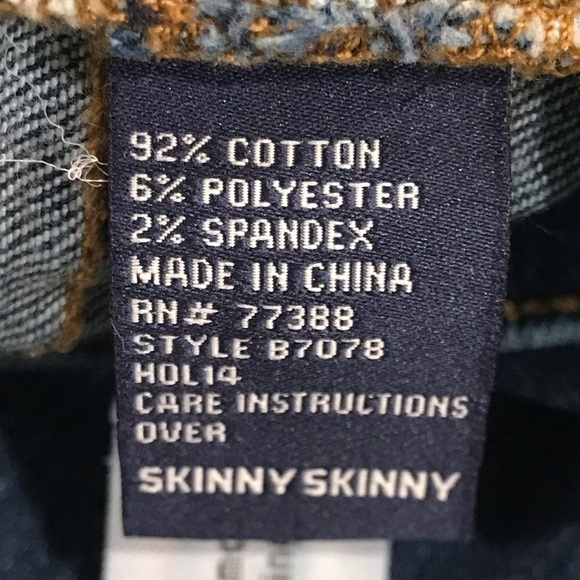 92% COTTON
6% POLYESTER
2% SPANDEX
MADE IN CHINA
RN# 77388
STYLE B7078
HOL14
CARE INSTRUCTIONS
OVER
SKINNY SKINNY